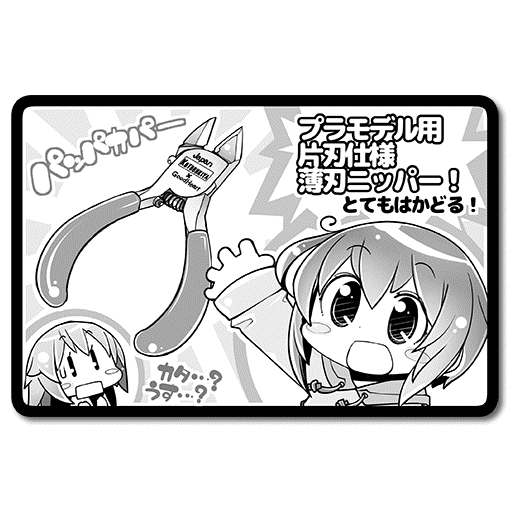 パッパカパー
プラモデル用
片刃仕様
薄刃ニッパー！
とてもはかどる！
Japan
×
GoodHeart
カタ…？
うす…？